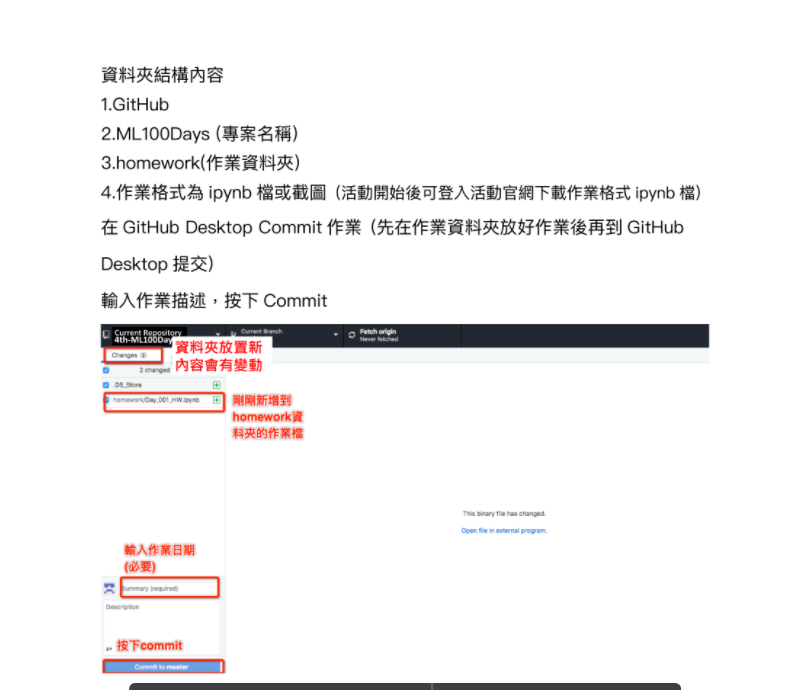 資料夾結構內容
1.GitHub
2.ML100Days (專案名稱)
3.homework(作業資料夾)
4.作業格式為 ipynb 檔或截圖 (活動開始後可登入活動官網下載作業格式 ipynb 檔)
在 GitHub Desktop Commit 作業 (先在作業資料夾放好作業後再到 GitHub
Desktop 提交)
輸入作業描述，按下 Commit
Current Repository
4th-ML100Day
Current Branch
Fetch origin
Never fetched
Changes 2
資料夾放置新
內容會有變動
2 changed
.DS_Store
homework/Day_001_HW.ipynb
剛剛新增到
homework資
料夾的作業檔
This binary file has changed.
Open file in external program.
輸入作業日期
(必要)
Summary (required)
Description
按下commit
Commit to master